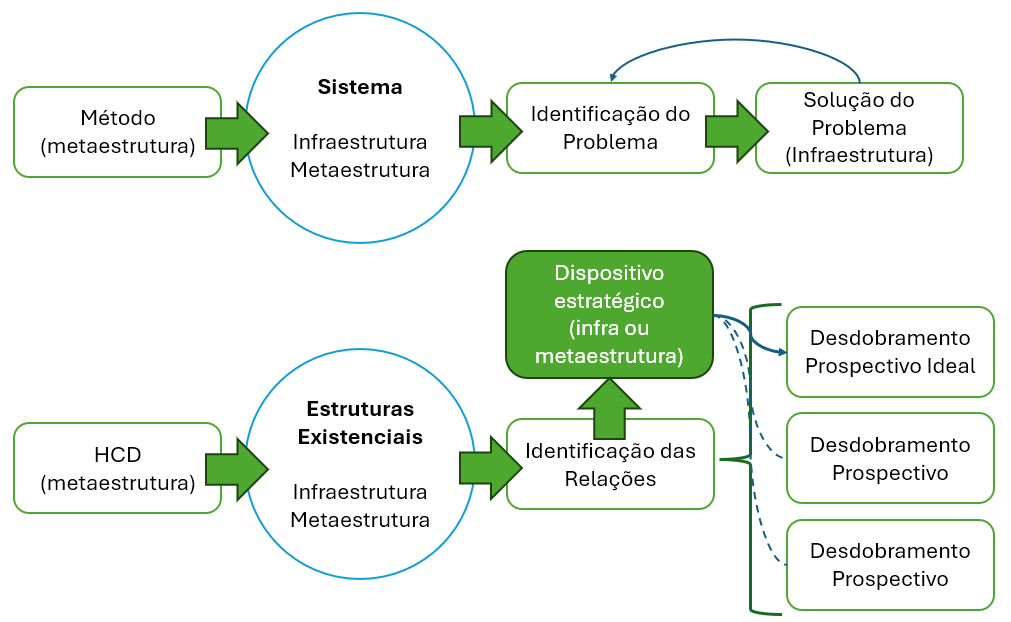 Método
(metaestrutura)
Sistema
Infraestrutura
Metaestrutura
Identificação do
Problema
Solução do
Problema
(Infraestrutura)
HCD
(metaestrutura)
Estruturas
Existenciais
Infraestrutura
Metaestrutura
Identificação das
Relações
Dispositivo
estratégico
(infra ou
metaestrutura)
Desdobramento
Prospectivo Ideal
Desdobramento
Prospectivo
Desdobramento
Prospectivo